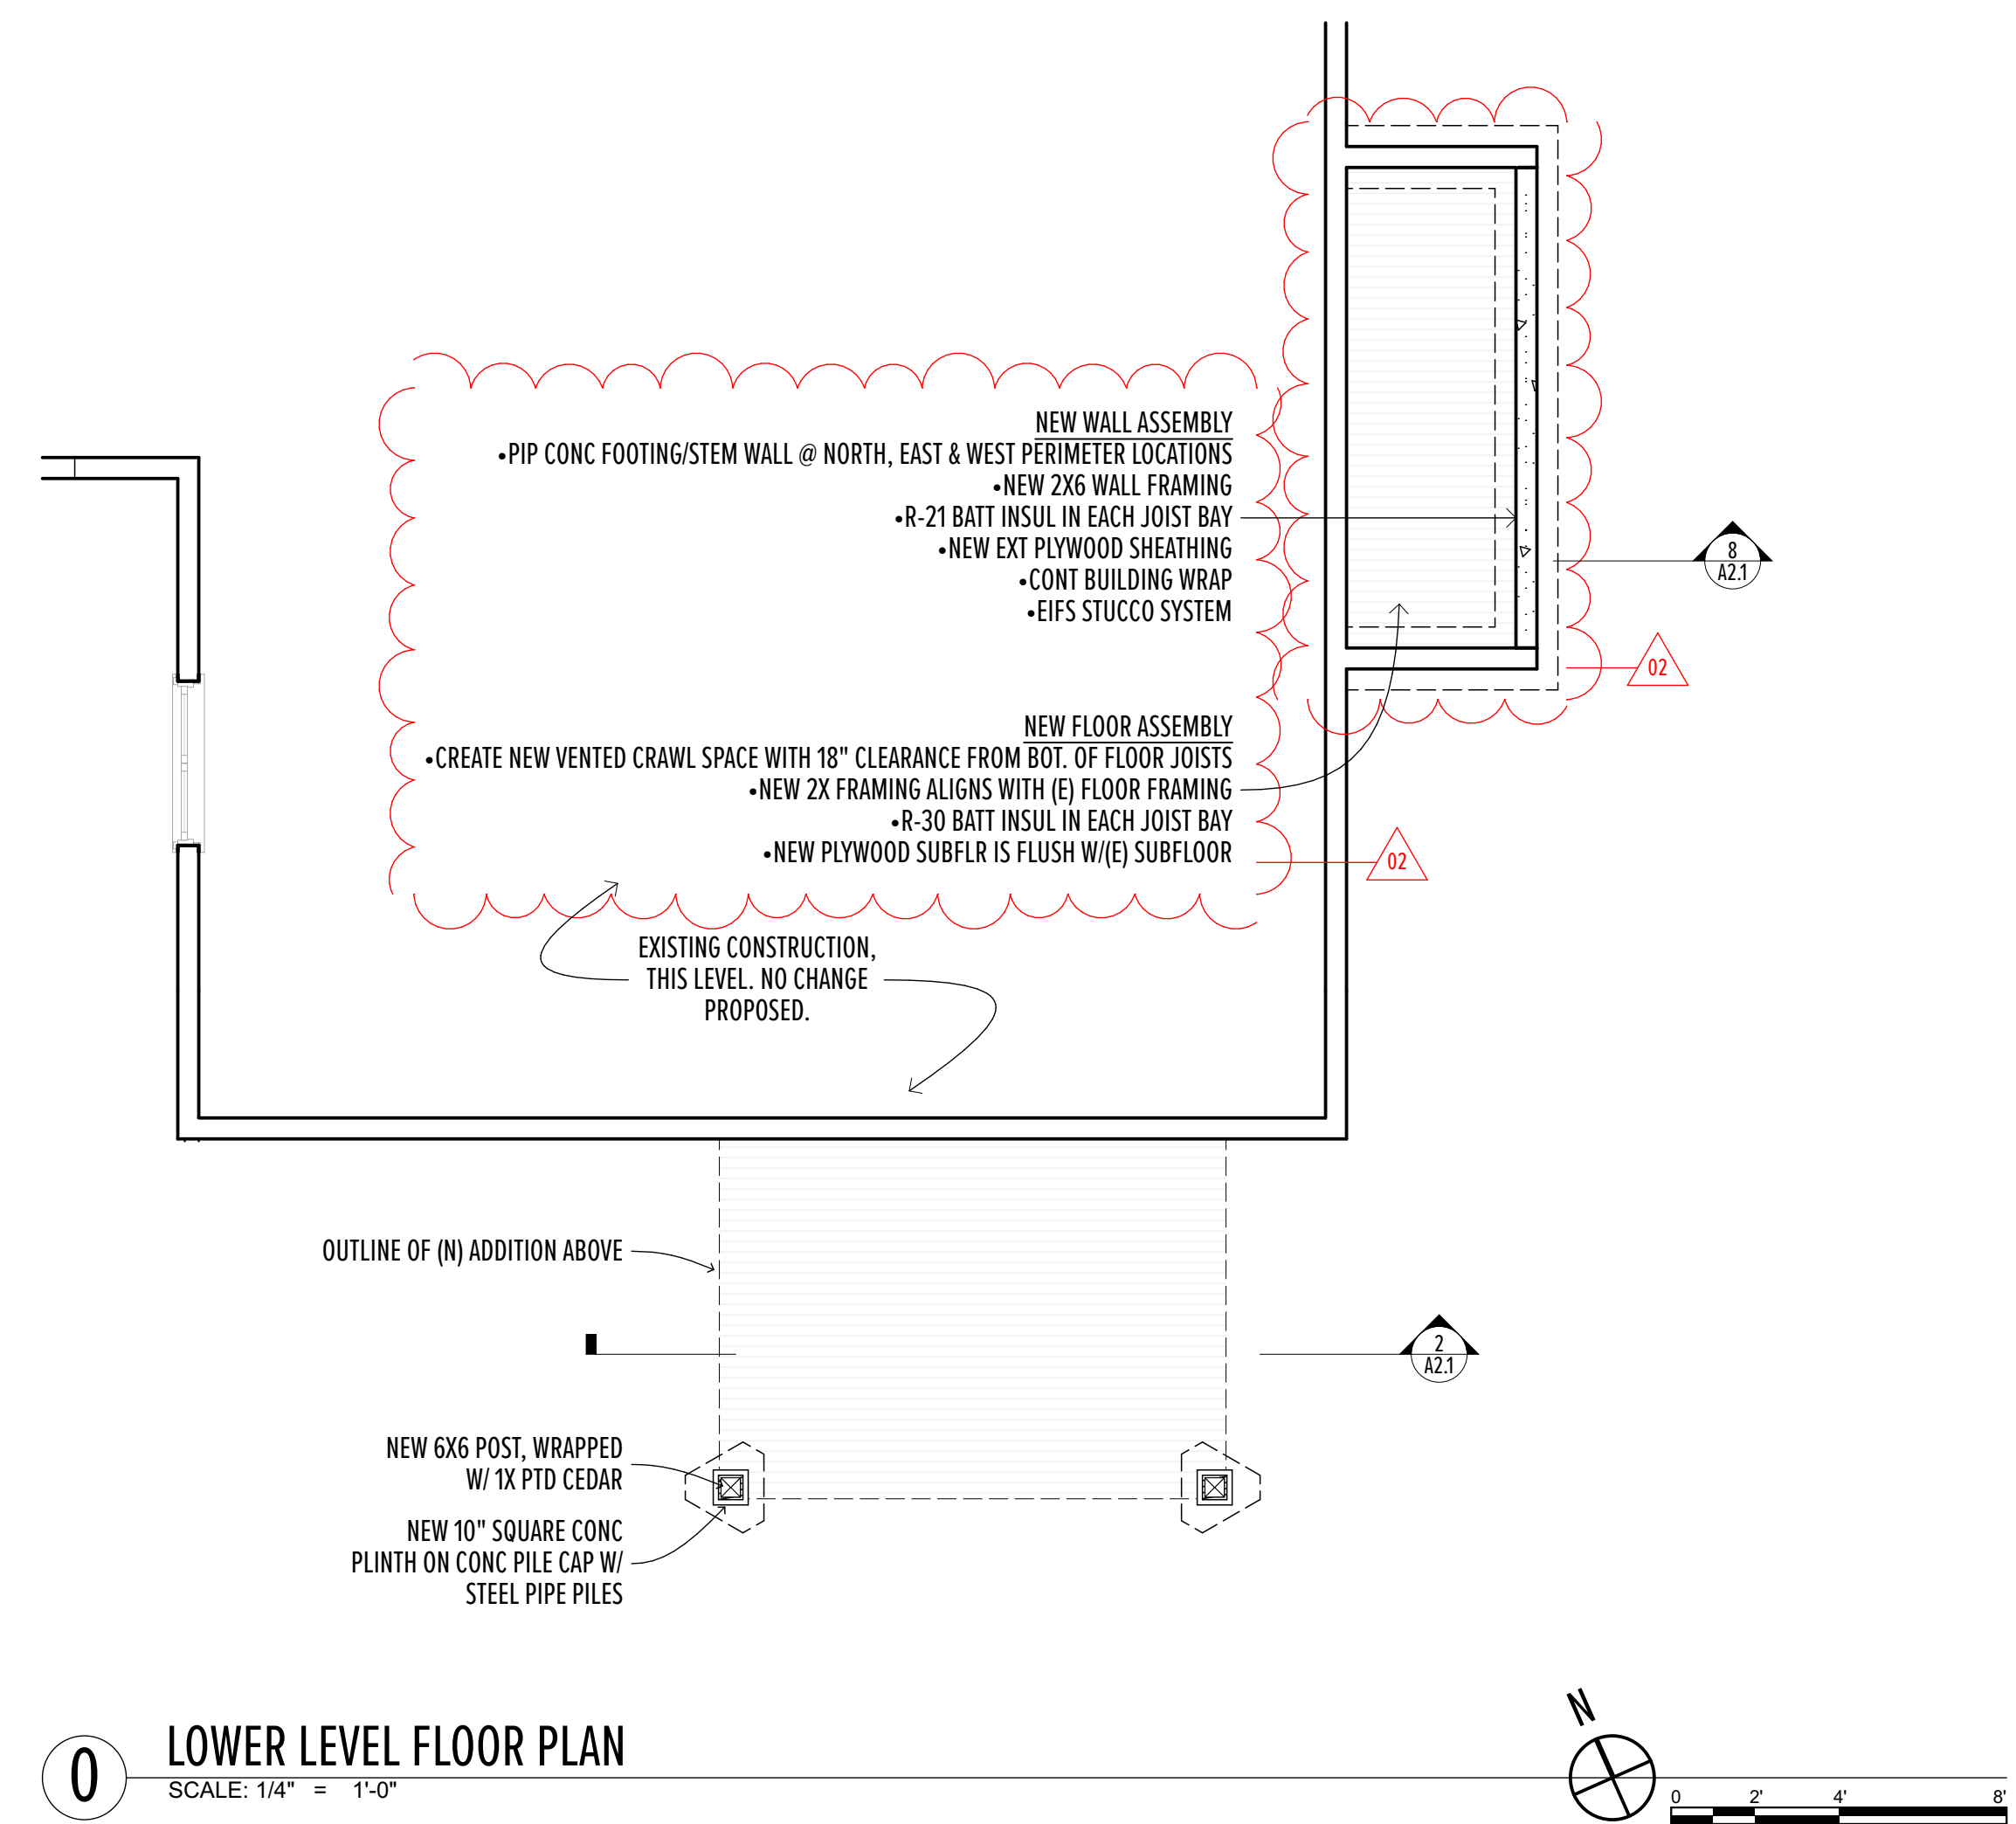 NEW WALL ASSEMBLY
•PIP CONC FOOTING/STEM WALL @ NORTH, EAST & WEST PERIMETER LOCATIONS
•NEW 2X6 WALL FRAMING
•R-21 BATT INSUL IN EACH JOIST BAY
•NEW EXT PLYWOOD SHEATHING
•CONT BUILDING WRAP
•EIFS STUCCO SYSTEM
8
A2.1
02
NEW FLOOR ASSEMBLY
•CREATE NEW VENTED CRAWL SPACE WITH 18" CLEARANCE FROM BOT. OF FLOOR JOISTS
•NEW 2X FRAMING ALIGNS WITH (E) FLOOR FRAMING
•R-30 BATT INSUL IN EACH JOIST BAY
•NEW PLYWOOD SUBFLR IS FLUSH W/(E) SUBFLOOR
02
EXISTING CONSTRUCTION,
THIS LEVEL. NO CHANGE
PROPOSED.
OUTLINE OF (N) ADDITION ABOVE
2
A2.1
NEW 6X6 POST, WRAPPED
W/ 1X PTD CEDAR
NEW 10" SQUARE CONC
PLINTH ON CONC PILE CAP W/
STEEL PIPE PILES
0
LOWER LEVEL FLOOR PLAN
SCALE: 1/4" = 1'-0"
N
0 2' 4' 8'